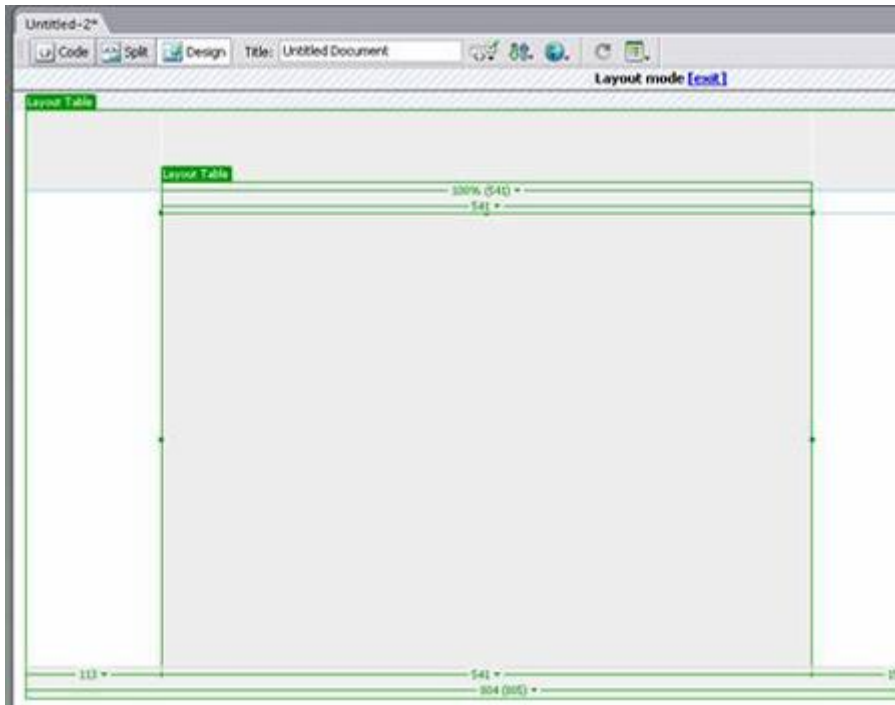 Untitled-2*
Code Split Design Title: Untitled Document
Layout mode [exit]
Layout Table
Layout Table
100% (541)
541
113 541
804 (805)